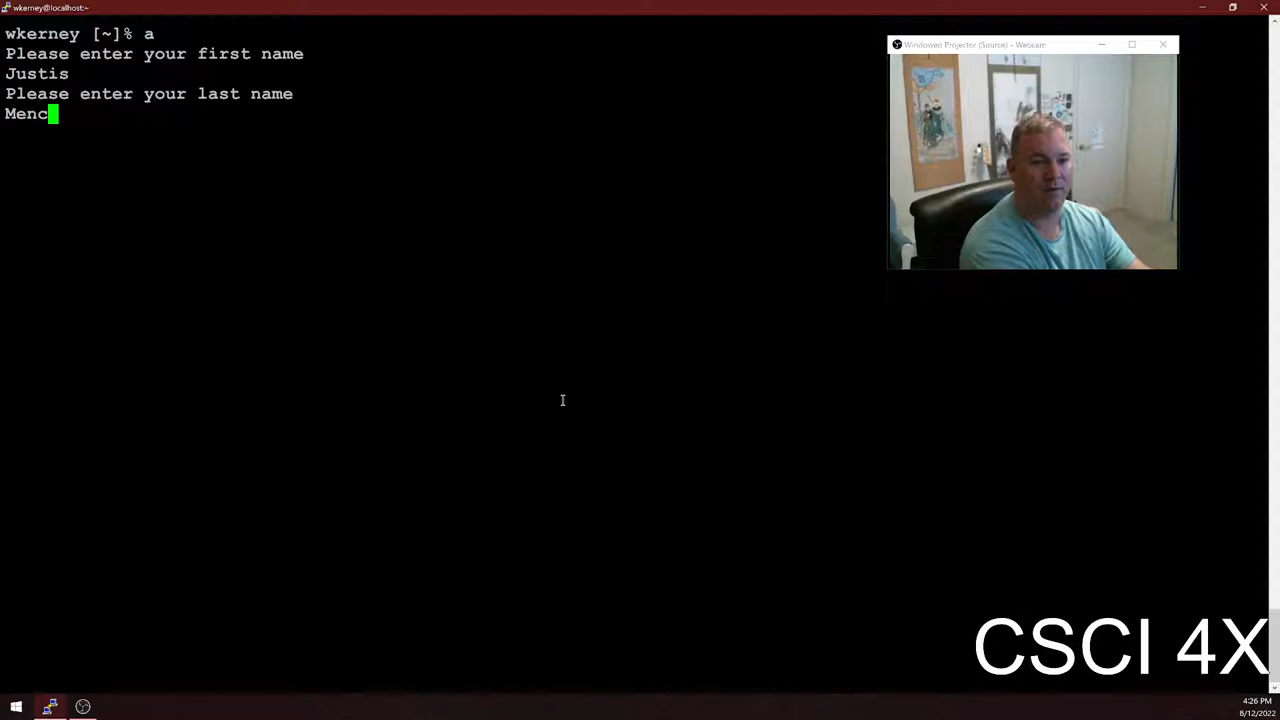 wkerney@localhost:~
wkerney [~]% a
Please enter your first name
Justis
Please enter your last name
Menc
Windowed Projector (Source) - Webcam
CSCI 4X
4:26 PM
8/12/2022